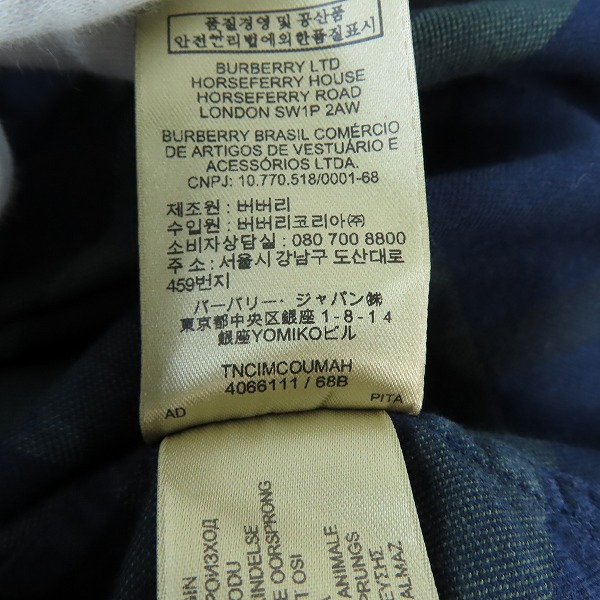 품질경영 및 공산품
안전관리법에의한품질표시
BURBERRY LTD
HORSEFERRY HOUSE
HORSEFERRY ROAD
LONDON SW1P 2AW
BURBERRY BRASIL COMÉRCIO
DE ARTIGOS DE VESTUÁRIO E
ACESSÓRIOS LTDA.
CNPJ: 10.770.518/0001-68
제조원 : 버버리
수입원 : 버버리코리아㈜
소비자상담실 : 080 700 8800
주 소 : 서울시 강남구 도산대로
459번지
バーバリー・ジャパン㈱
東京都中央区銀座 1-8-14
銀座YOMIKOビル
TNCIMCOUMAH
4066111 / 68B
AD PITA